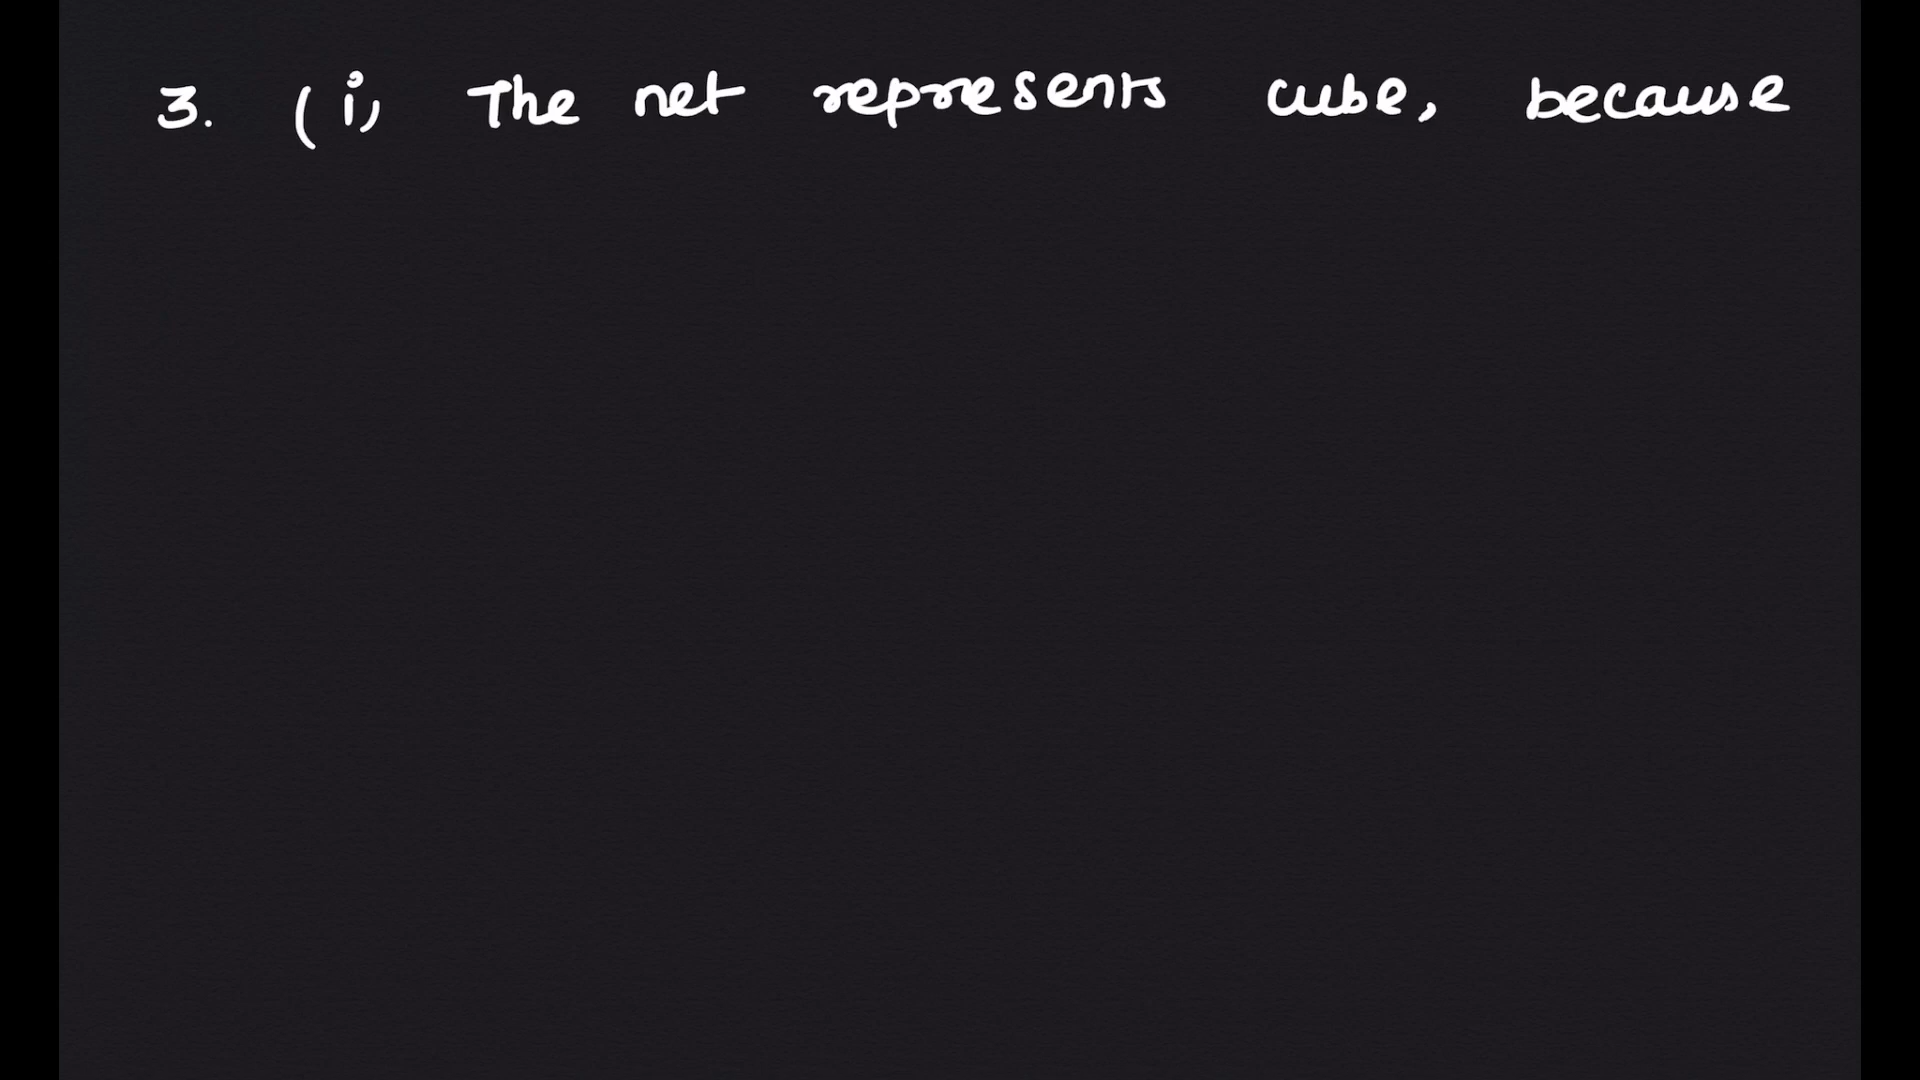 3. (i) The net represents cube, because